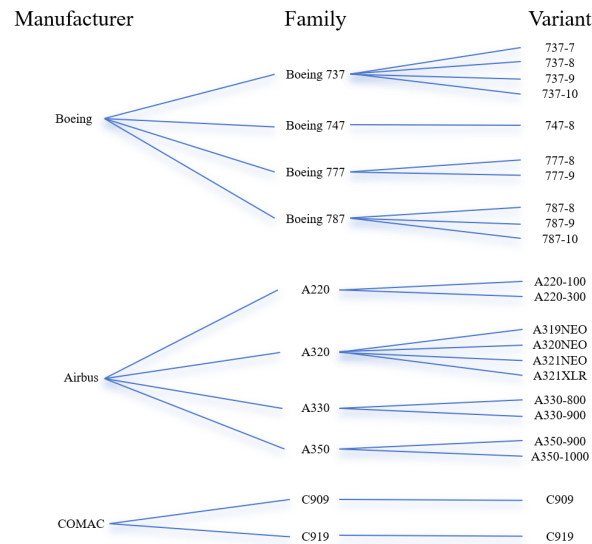 Manufacturer Family Variant
Boeing
Boeing 737
737-7
737-8
737-9
737-10
Boeing 747
747-8
Boeing 777
777-8
777-9
Boeing 787
787-8
787-9
787-10
Airbus
A220
A220-100
A220-300
A320
A319NEO
A320NEO
A321NEO
A321XLR
A330
A330-800
A330-900
A350
A350-900
A350-1000
COMAC
C909
C909
C919
C919